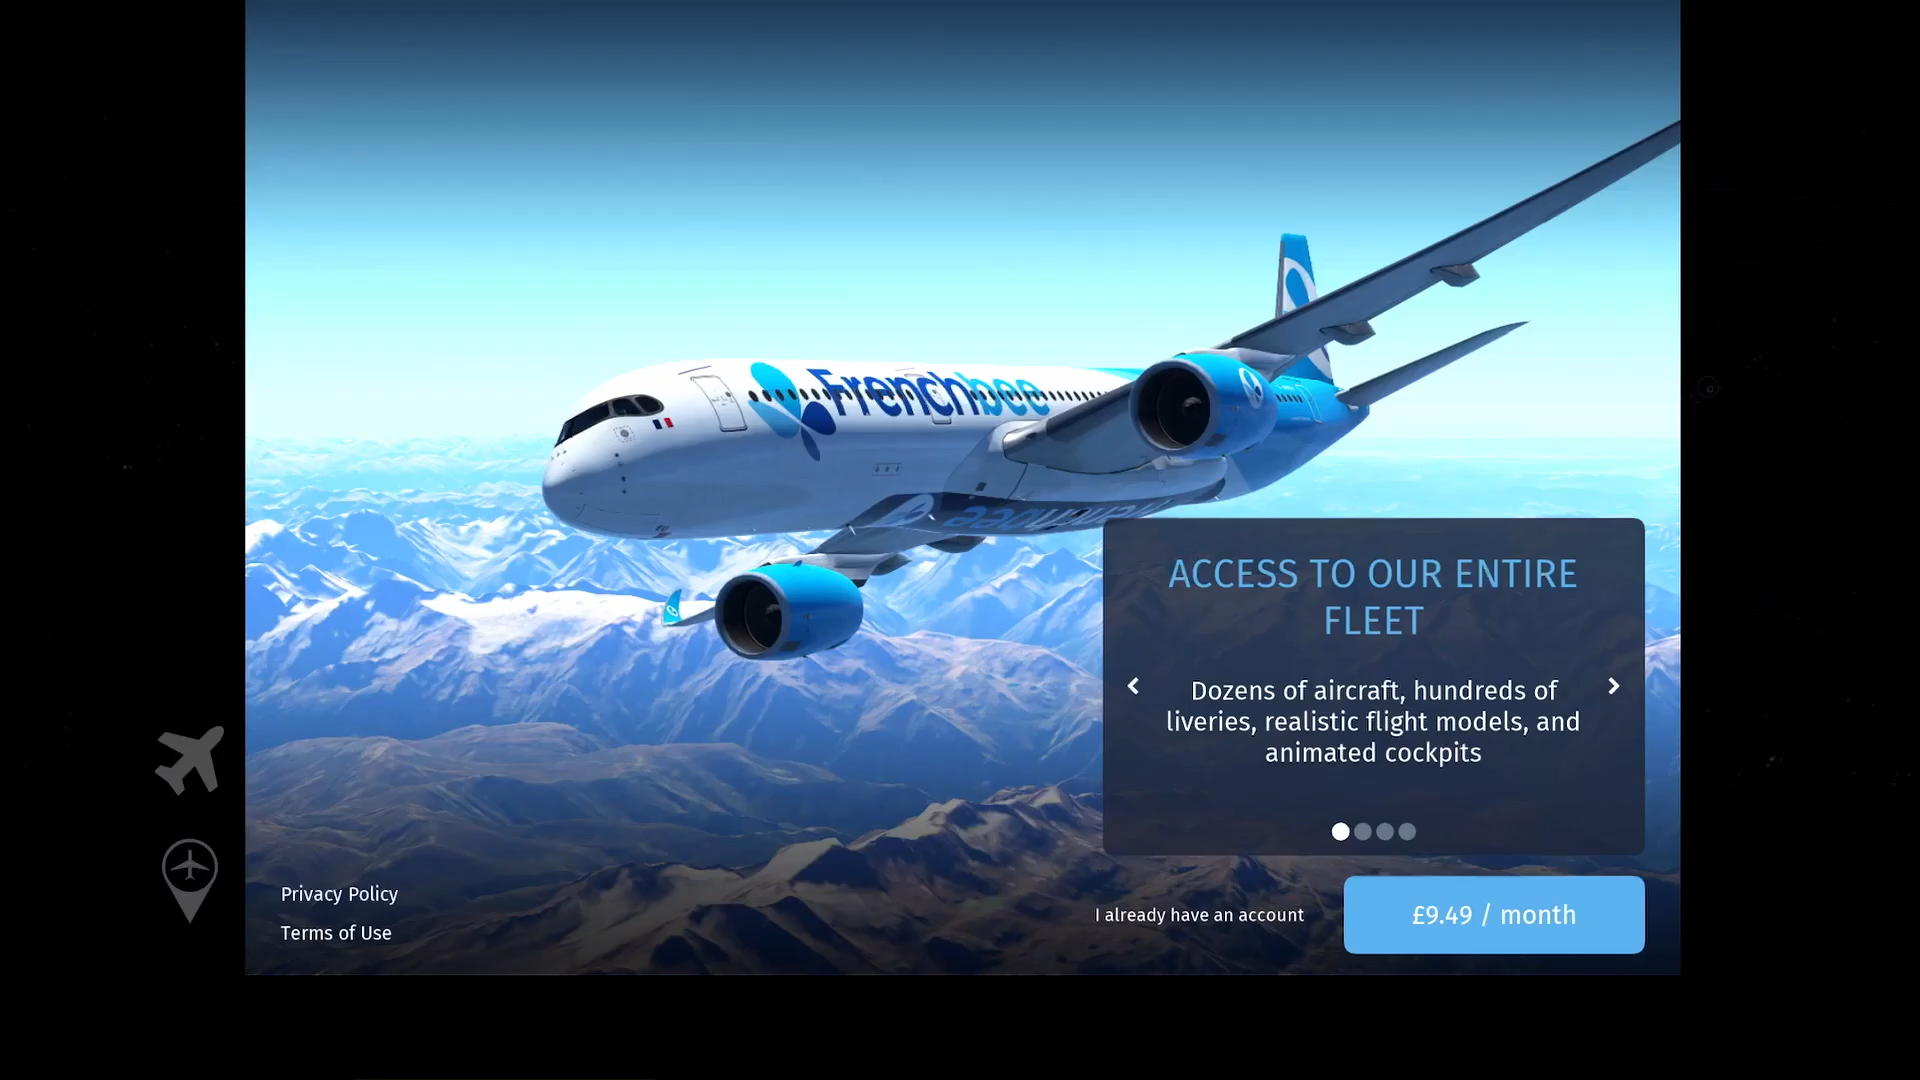 Frenchbee
ACCESS TO OUR ENTIRE
FLEET
Dozens of aircraft, hundreds of
liveries, realistic flight models, and
animated cockpits
Privacy Policy
Terms of Use
I already have an account
£9.49 / month